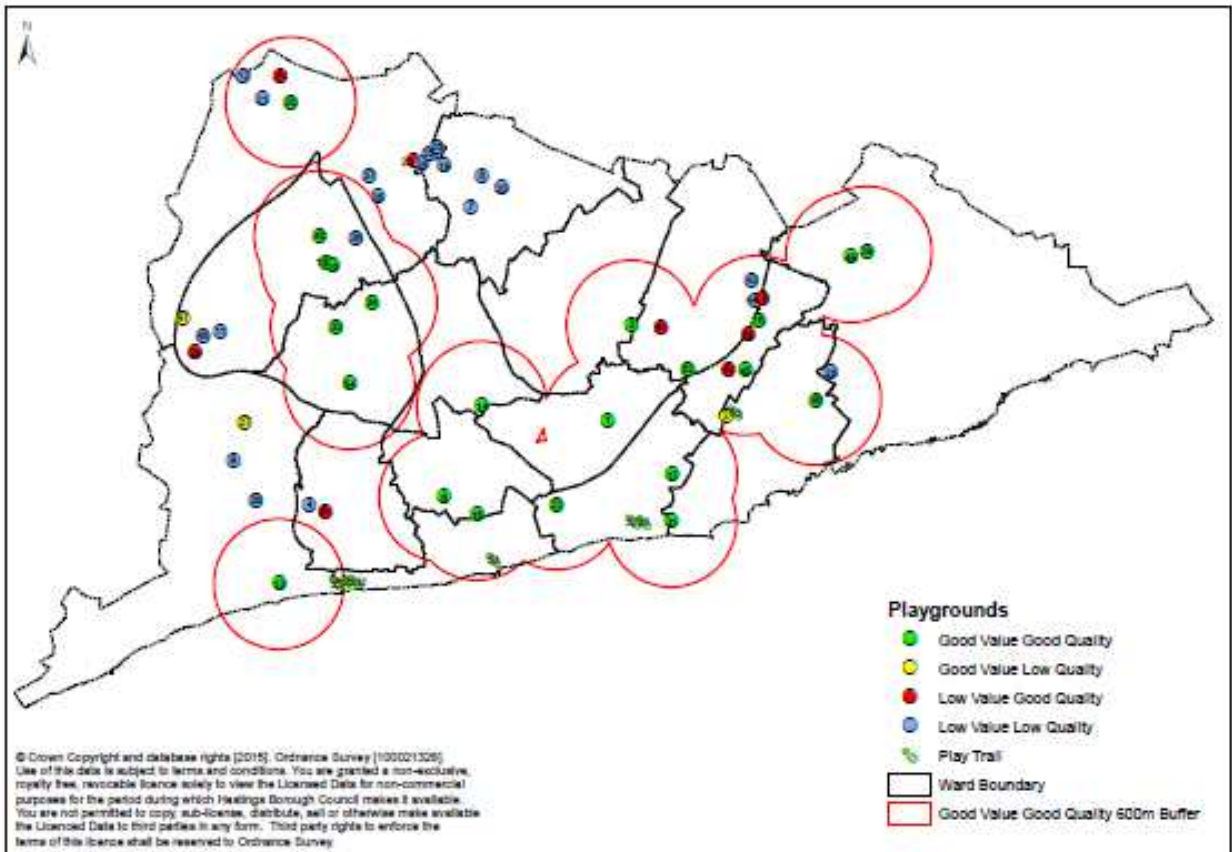 N
Playgrounds
Good Value Good Quality
Good Value Low Quality
Low Value Good Quality
Low Value Low Quality
Play Trail
Ward Boundary
Good Value Good Quality 600m Buffer
© Crown Copyright and database rights [2015]. Ordnance Survey [100021328]
Use of this data is subject to terms and conditions. You are granted a non-exclusive,
royalty free, revocable licence solely to view the Licensed Data for non-commercial
purposes for the period during which Hastings Borough Council makes it available.
You are not permitted to copy, sub-license, distribute, sell or otherwise make available
the Licenced Data to third parties in any form. Third party rights to enforce the
terms of this licence shall be reserved to Ordnance Survey